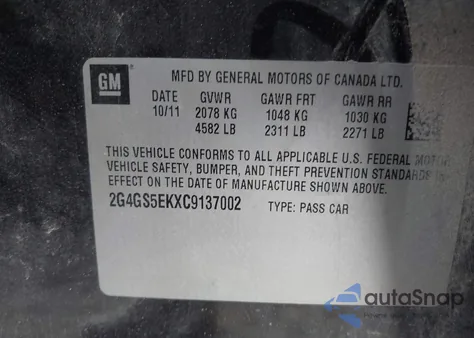 GM
MFD BY GENERAL MOTORS OF CANADA LTD.
DATE GVWR GAWR FRT GAWR RR
10/11 2078 KG 1048 KG 1030 KG
4582 LB 2311 LB 2271 LB
THIS VEHICLE CONFORMS TO ALL APPLICABLE U.S. FEDERAL MOTOR
VEHICLE SAFETY, BUMPER, AND THEFT PREVENTION STANDARDS IN
EFFECT ON THE DATE OF MANUFACTURE SHOWN ABOVE.
2G4GS5EKXC9137002 TYPE: PASS CAR
autoSnap